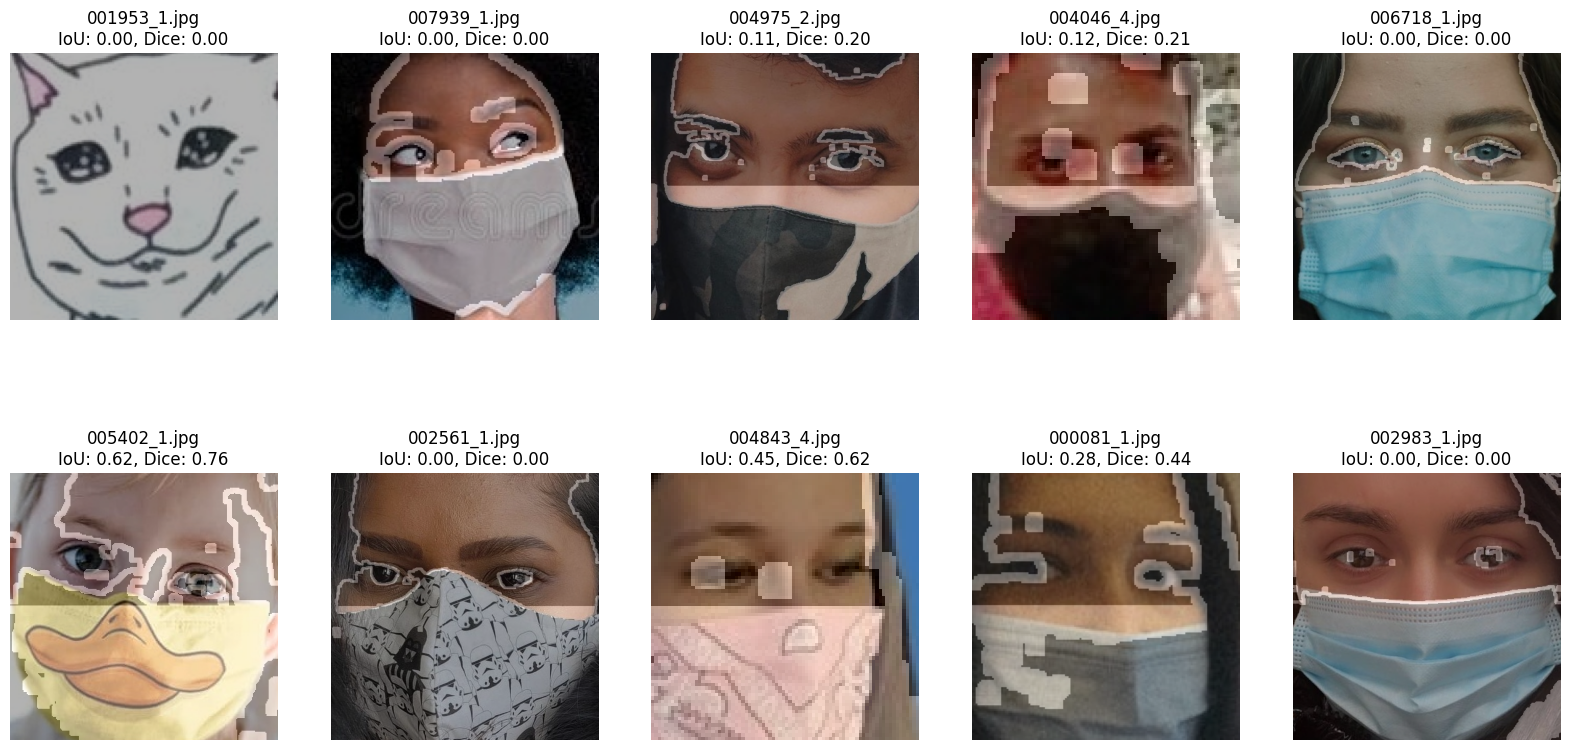 001953_1.jpg
IoU: 0.00, Dice: 0.00
007939_1.jpg
IoU: 0.00, Dice: 0.00
004975_2.jpg
IoU: 0.11, Dice: 0.20
004046_4.jpg
IoU: 0.12, Dice: 0.21
006718_1.jpg
IoU: 0.00, Dice: 0.00
dreams
005402_1.jpg
IoU: 0.62, Dice: 0.76
002561_1.jpg
IoU: 0.00, Dice: 0.00
004843_4.jpg
IoU: 0.45, Dice: 0.62
000081_1.jpg
IoU: 0.28, Dice: 0.44
002983_1.jpg
IoU: 0.00, Dice: 0.00